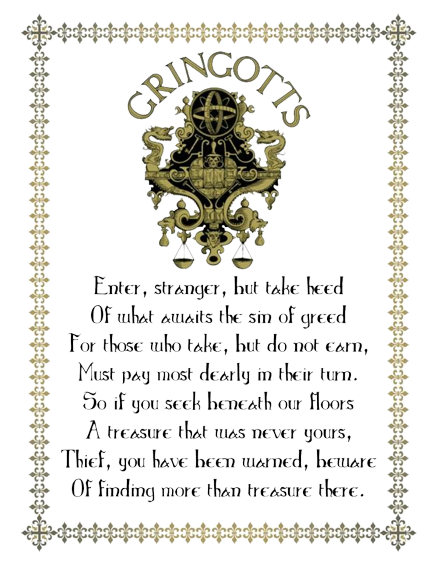 GRINGOTTS
Enter, stranger, but take heed
Of what awaits the sin of greed
For those who take, but do not earn,
Must pay most dearly in their turn.
So if you seek beneath our floors
A treasure that was never yours,
Thief, you have been warned, beware
Of finding more than treasure there.